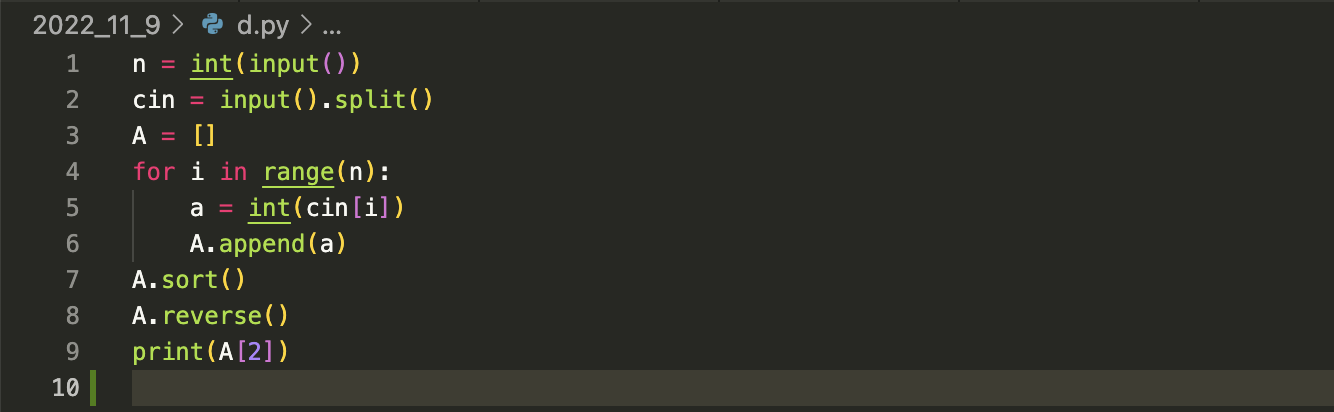 2022_11_9 > d.py > ...
1 n = int(input())
2 cin = input().split()
3 A = []
4 for i in range(n):
5     a = int(cin[i])
6     A.append(a)
7 A.sort()
8 A.reverse()
9 print(A[2])
10